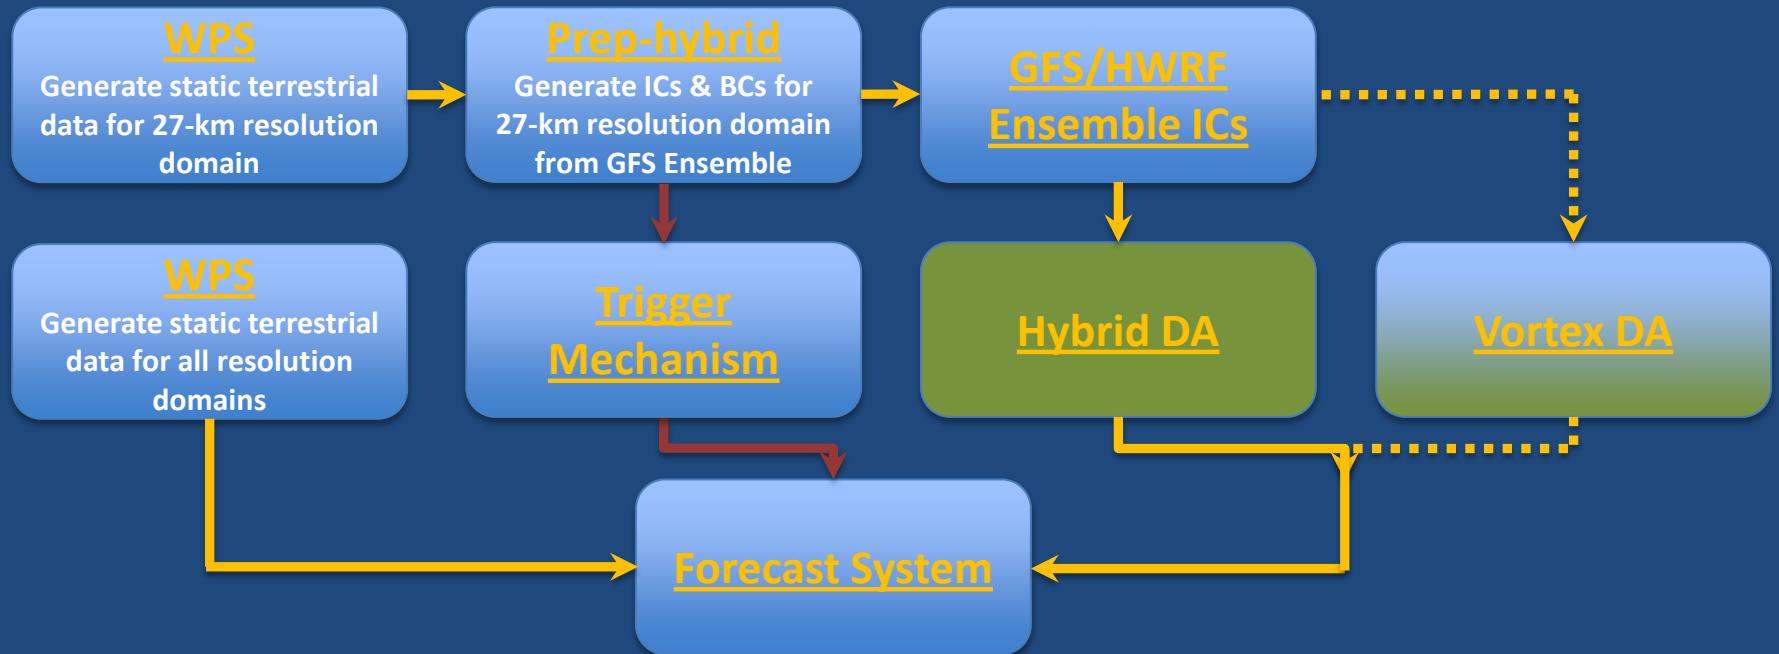 WPS
Generate static terrestrial
data for 27-km resolution
domain
Prep-hybrid
Generate ICs & BCs for
27-km resolution domain
from GFS Ensemble
GFS/HWRF
Ensemble ICs
WPS
Generate static terrestrial
data for all resolution
domains
Trigger
Mechanism
Hybrid DA
Vortex DA
Forecast System